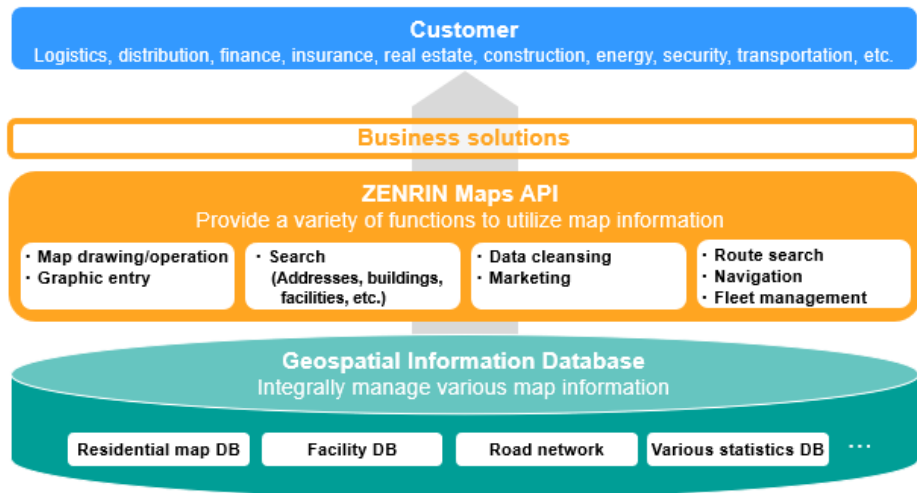 Customer
Logistics, distribution, finance, insurance, real estate, construction, energy, security, transportation, etc.
Business solutions
ZENRIN Maps API
Provide a variety of functions to utilize map information
・Map drawing/operation
・Graphic entry
・Search
(Addresses, buildings,
facilities, etc.)
・Data cleansing
・Marketing
・Route search
・Navigation
・Fleet management
Geospatial Information Database
Integrally manage various map information
Residential map DB
Facility DB
Road network
Various statistics DB
…